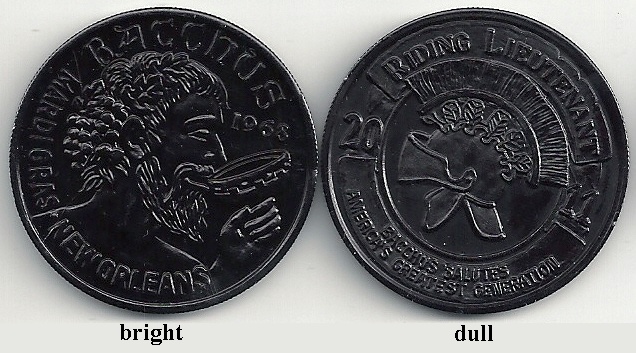 BACCHUS
MARDI GRAS
1968
NEW ORLEANS
RIDING LIEUTENANT
20
BACCHUS SALUTES
AMERICA'S GREATEST GENERATION
bright
dull